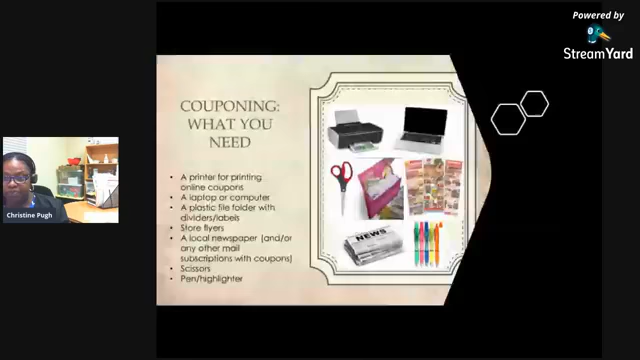 Powered by
StreamYard
COUPONING:
WHAT YOU
NEED
• A printer for printing
online coupons
• A laptop or computer
• A plastic file folder with
dividers/labels
• Store flyers
• A local newspaper (and/or
any other mail
subscriptions with coupons)
• Scissors
• Pen/highlighter
NEWS
Christine Pugh